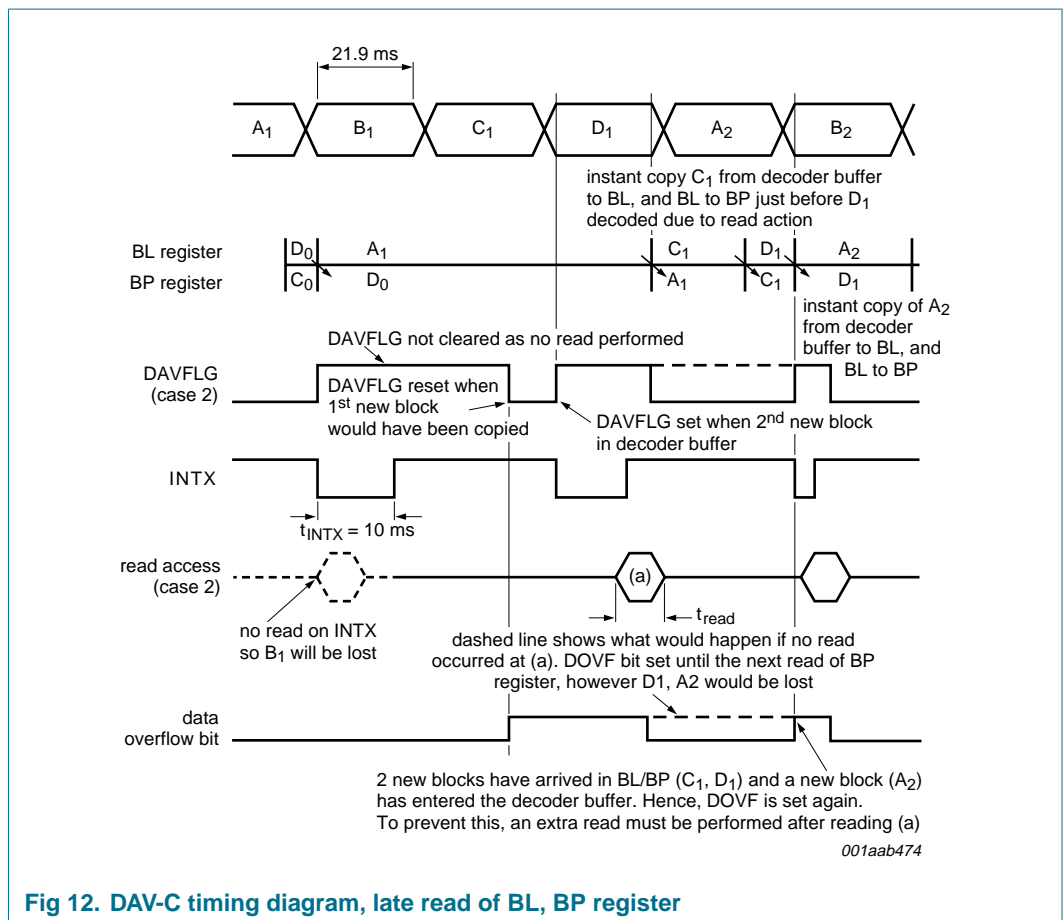 21.9 ms
A1 B1 C1 D1 A2 B2
instant copy C1 from decoder buffer
to BL, and BL to BP just before D1
decoded due to read action
BL register D0 A1 C1 D1 A2
BP register C0 D0 A1 C1 D1
instant copy of A2
from decoder
buffer to BL, and
BL to BP
DAVFLG not cleared as no read performed
DAVFLG
(case 2)
DAVFLG reset when
1st new block
would have been copied
DAVFLG set when 2nd new block
in decoder buffer
INTX
tINTX = 10 ms
read access
(case 2)
(a)
tread
no read on INTX
so B1 will be lost
dashed line shows what would happen if no read
occurred at (a). DOVF bit set until the next read of BP
register, however D1, A2 would be lost
data
overflow bit
2 new blocks have arrived in BL/BP (C1, D1) and a new block (A2)
has entered the decoder buffer. Hence, DOVF is set again.
To prevent this, an extra read must be performed after reading (a)
001aab474
Fig 12. DAV-C timing diagram, late read of BL, BP register